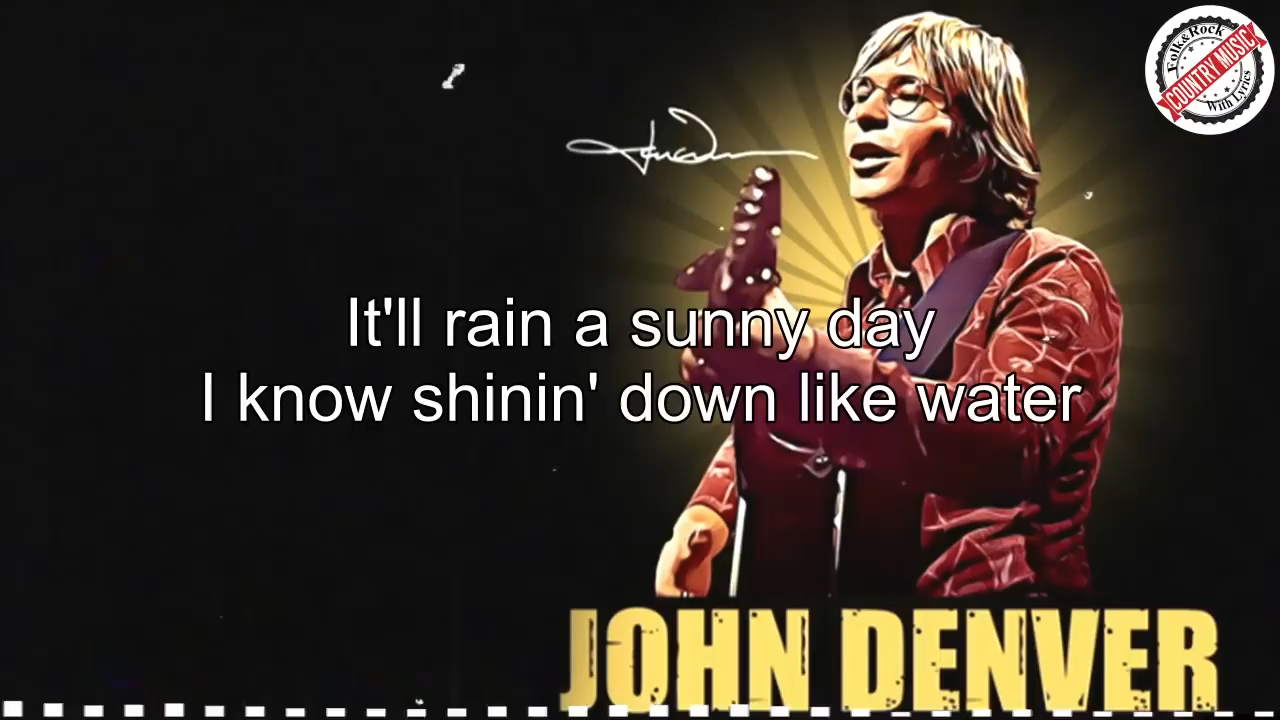 Folk&Rock
COUNTRY MUSIC
With Lyrics
It'll rain a sunny day
I know shinin' down like water
JOHN DENVER